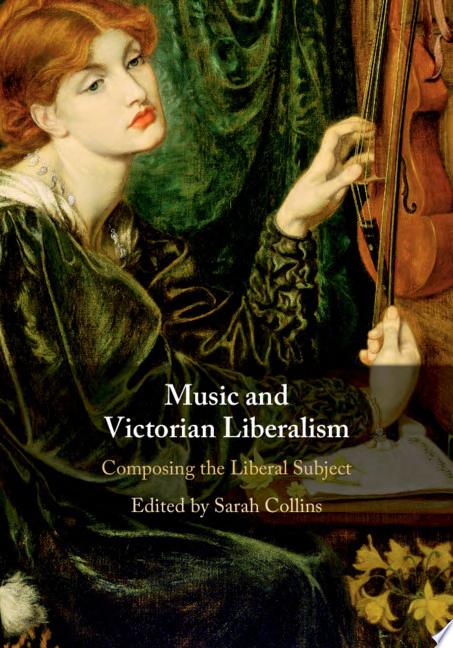 Music and
Victorian Liberalism
Composing the Liberal Subject
Edited by Sarah Collins